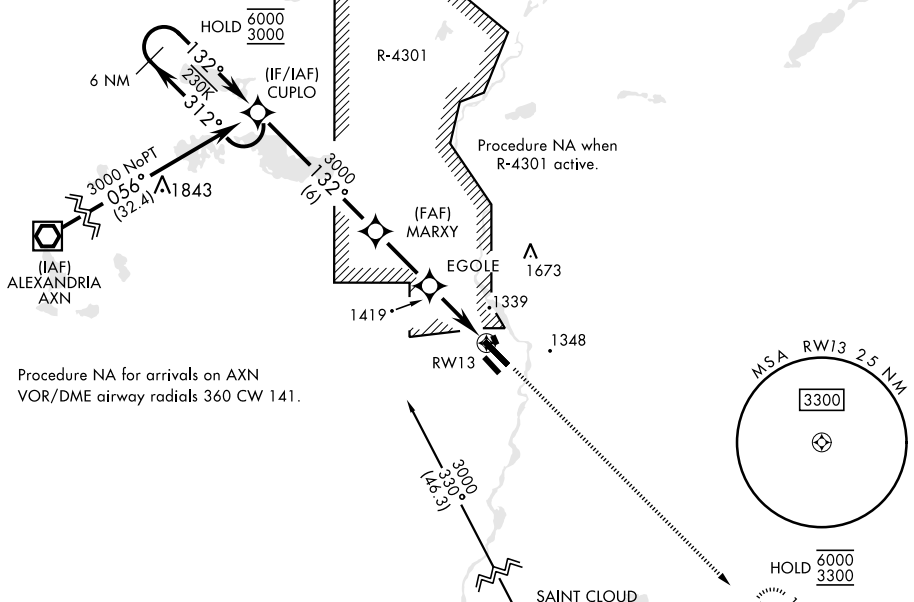 HOLD 6000
3000
R-4301
6 NM
132°
230K
312°
(IF/IAF)
CUPLO
Procedure NA when
R-4301 active.
3000 NoPT
056°
(32.4)
1843
3000
132°
(6)
(FAF)
MARXY
(IAF)
ALEXANDRIA
AXN
EGOLE
1673
1419
1339
1348
RW13
MSA RW13 25 NM
3300
Procedure NA for arrivals on AXN
VOR/DME airway radials 360 CW 141.
3000
330°
(46.3)
HOLD 6000
3300
SAINT CLOUD